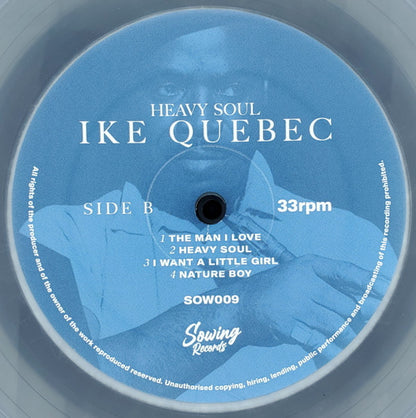 HEAVY SOUL
IKE QUEBEC
SIDE B
33rpm
1 THE MAN I LOVE
2 HEAVY SOUL
3 I WANT A LITTLE GIRL
4 NATURE BOY
SOW009
Sowing
Records
All rights of the producer and of the owner of the work reproduced reserved. Unauthorised copying, hiring, lending, public performance and broadcasting of this recording prohibited.